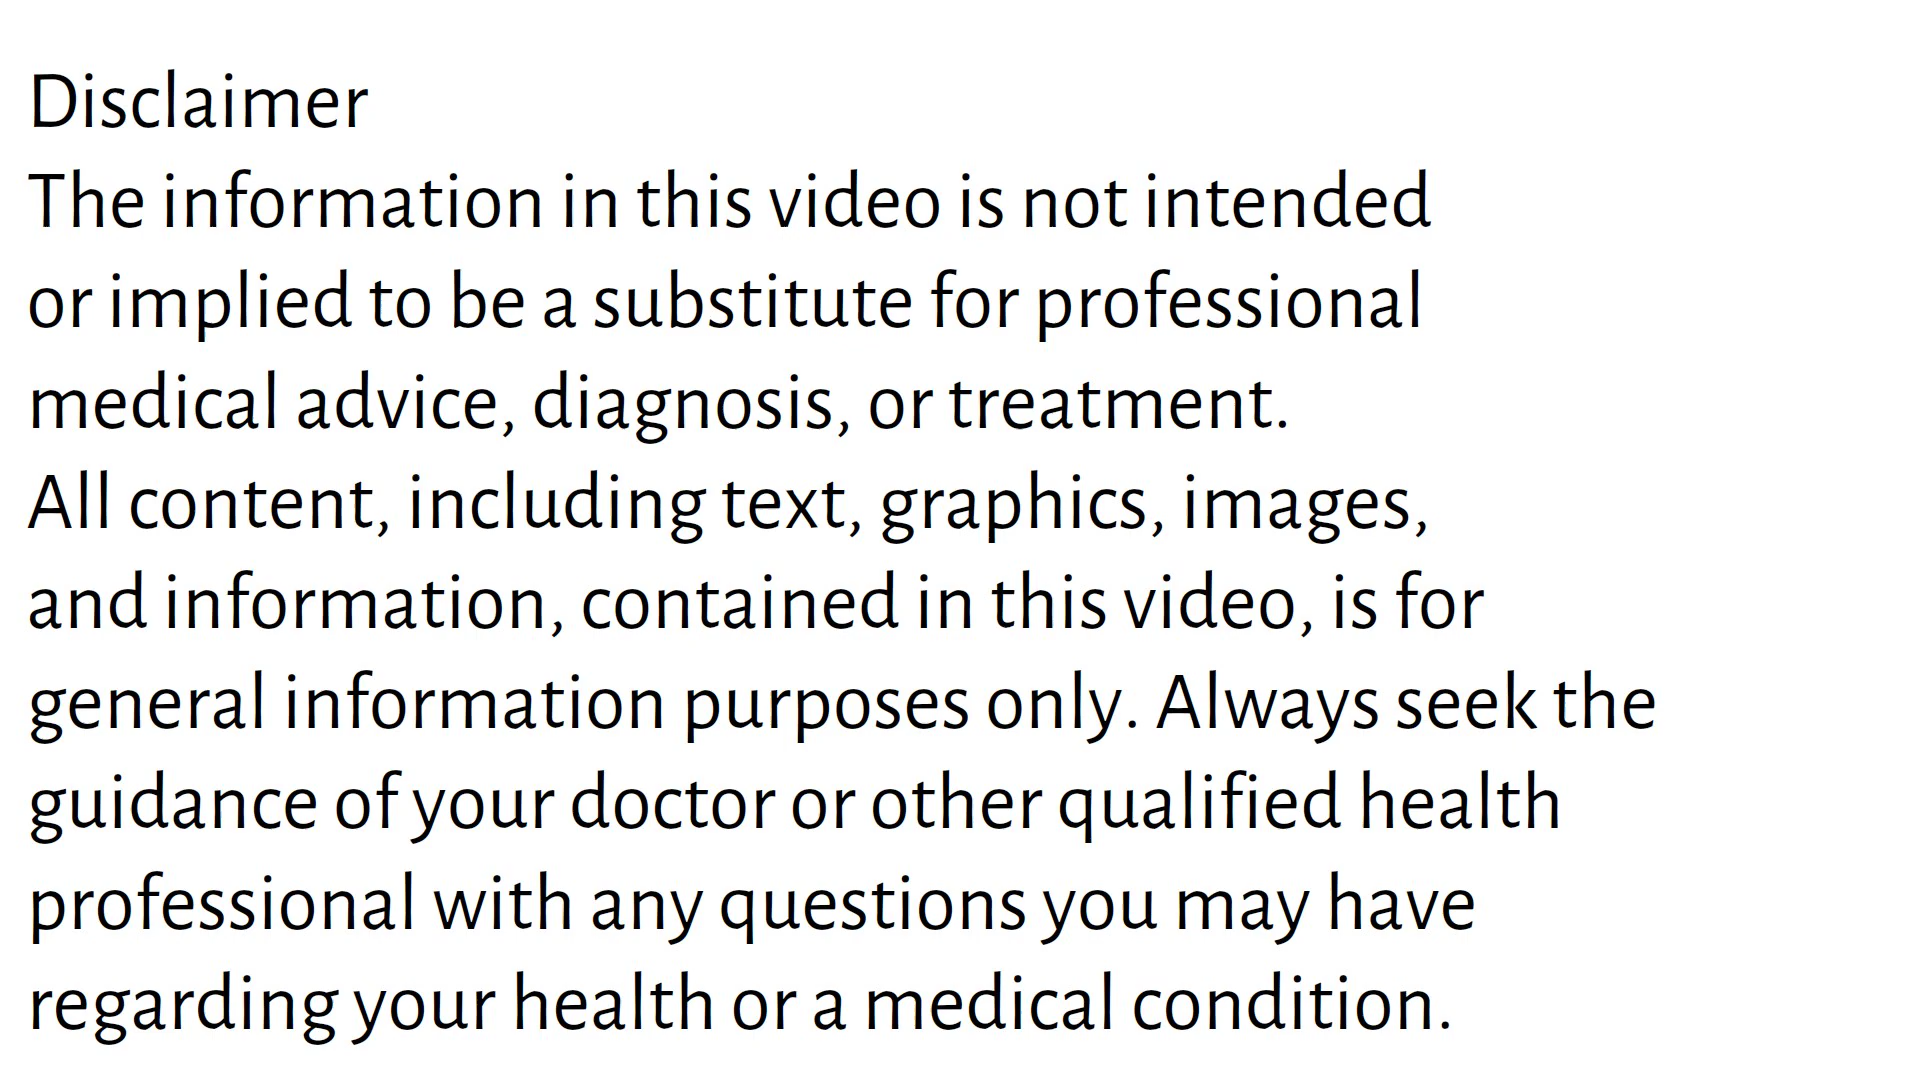 Disclaimer
The information in this video is not intended
or implied to be a substitute for professional
medical advice, diagnosis, or treatment.
All content, including text, graphics, images,
and information, contained in this video, is for
general information purposes only. Always seek the
guidance of your doctor or other qualified health
professional with any questions you may have
regarding your health or a medical condition.